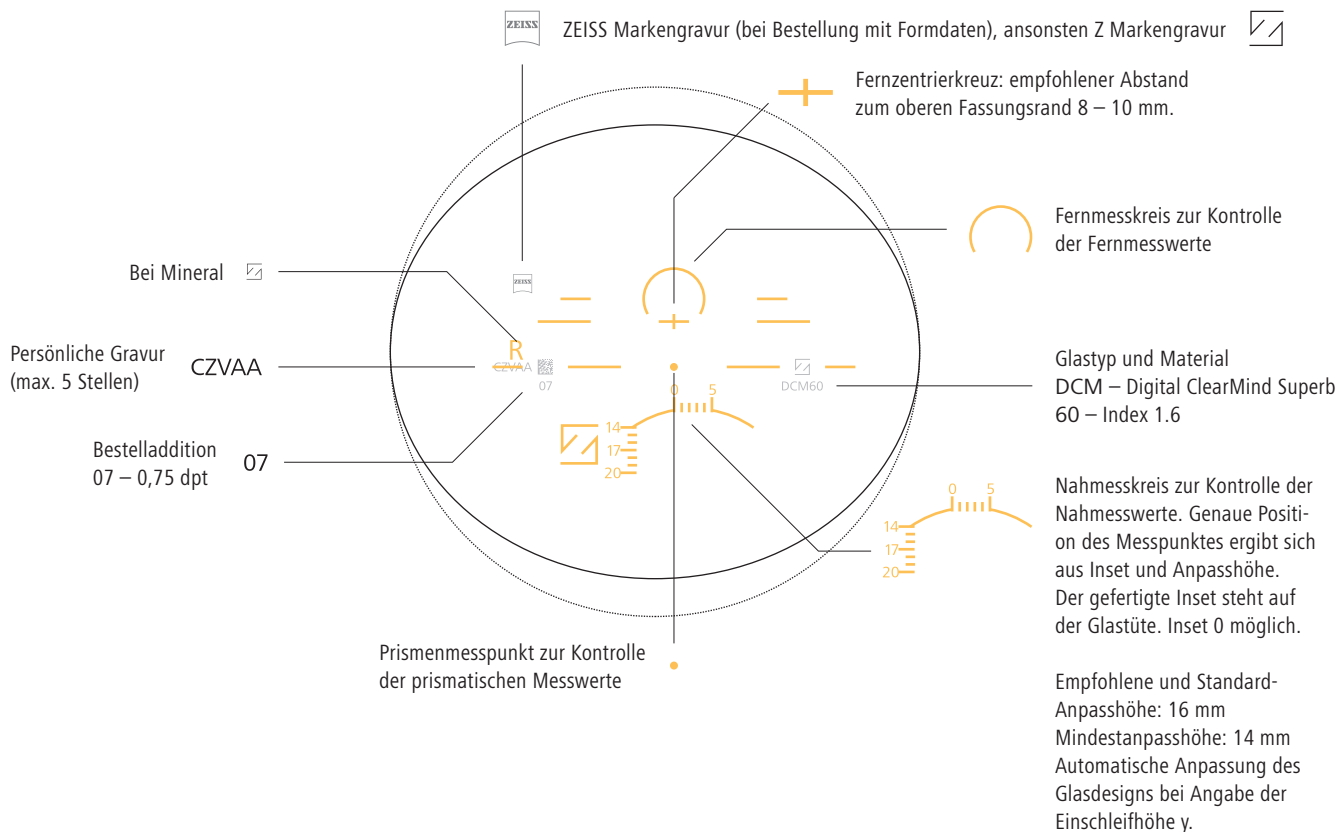 ZEISS
ZEISS Markengravur (bei Bestellung mit Formdaten), ansonsten Z Markengravur
Fernzentrierkreuz: empfohlener Abstand
zum oberen Fassungsrand 8 – 10 mm.
Fernmesskreis zur Kontrolle
der Fernmesswerte
Bei Mineral
ZEISS
R
Persönliche Gravur
(max. 5 Stellen)
CZVAA
CZVAA
07
DCM60
Glastyp und Material
DCM – Digital ClearMind Superb
60 – Index 1.6
Bestelladdition
07 – 0,75 dpt
07
0 5
14
17
20
0 5
14
17
20
Nahmesskreis zur Kontrolle der
Nahmesswerte. Genaue Positi-
on des Messpunktes ergibt sich
aus Inset und Anpasshöhe.
Der gefertigte Inset steht auf
der Glastüte. Inset 0 möglich.
Prismenmesspunkt zur Kontrolle
der prismatischen Messwerte
Empfohlene und Standard-
Anpasshöhe: 16 mm
Mindestanpasshöhe: 14 mm
Automatische Anpassung des
Glasdesigns bei Angabe der
Einschleifhöhe y.